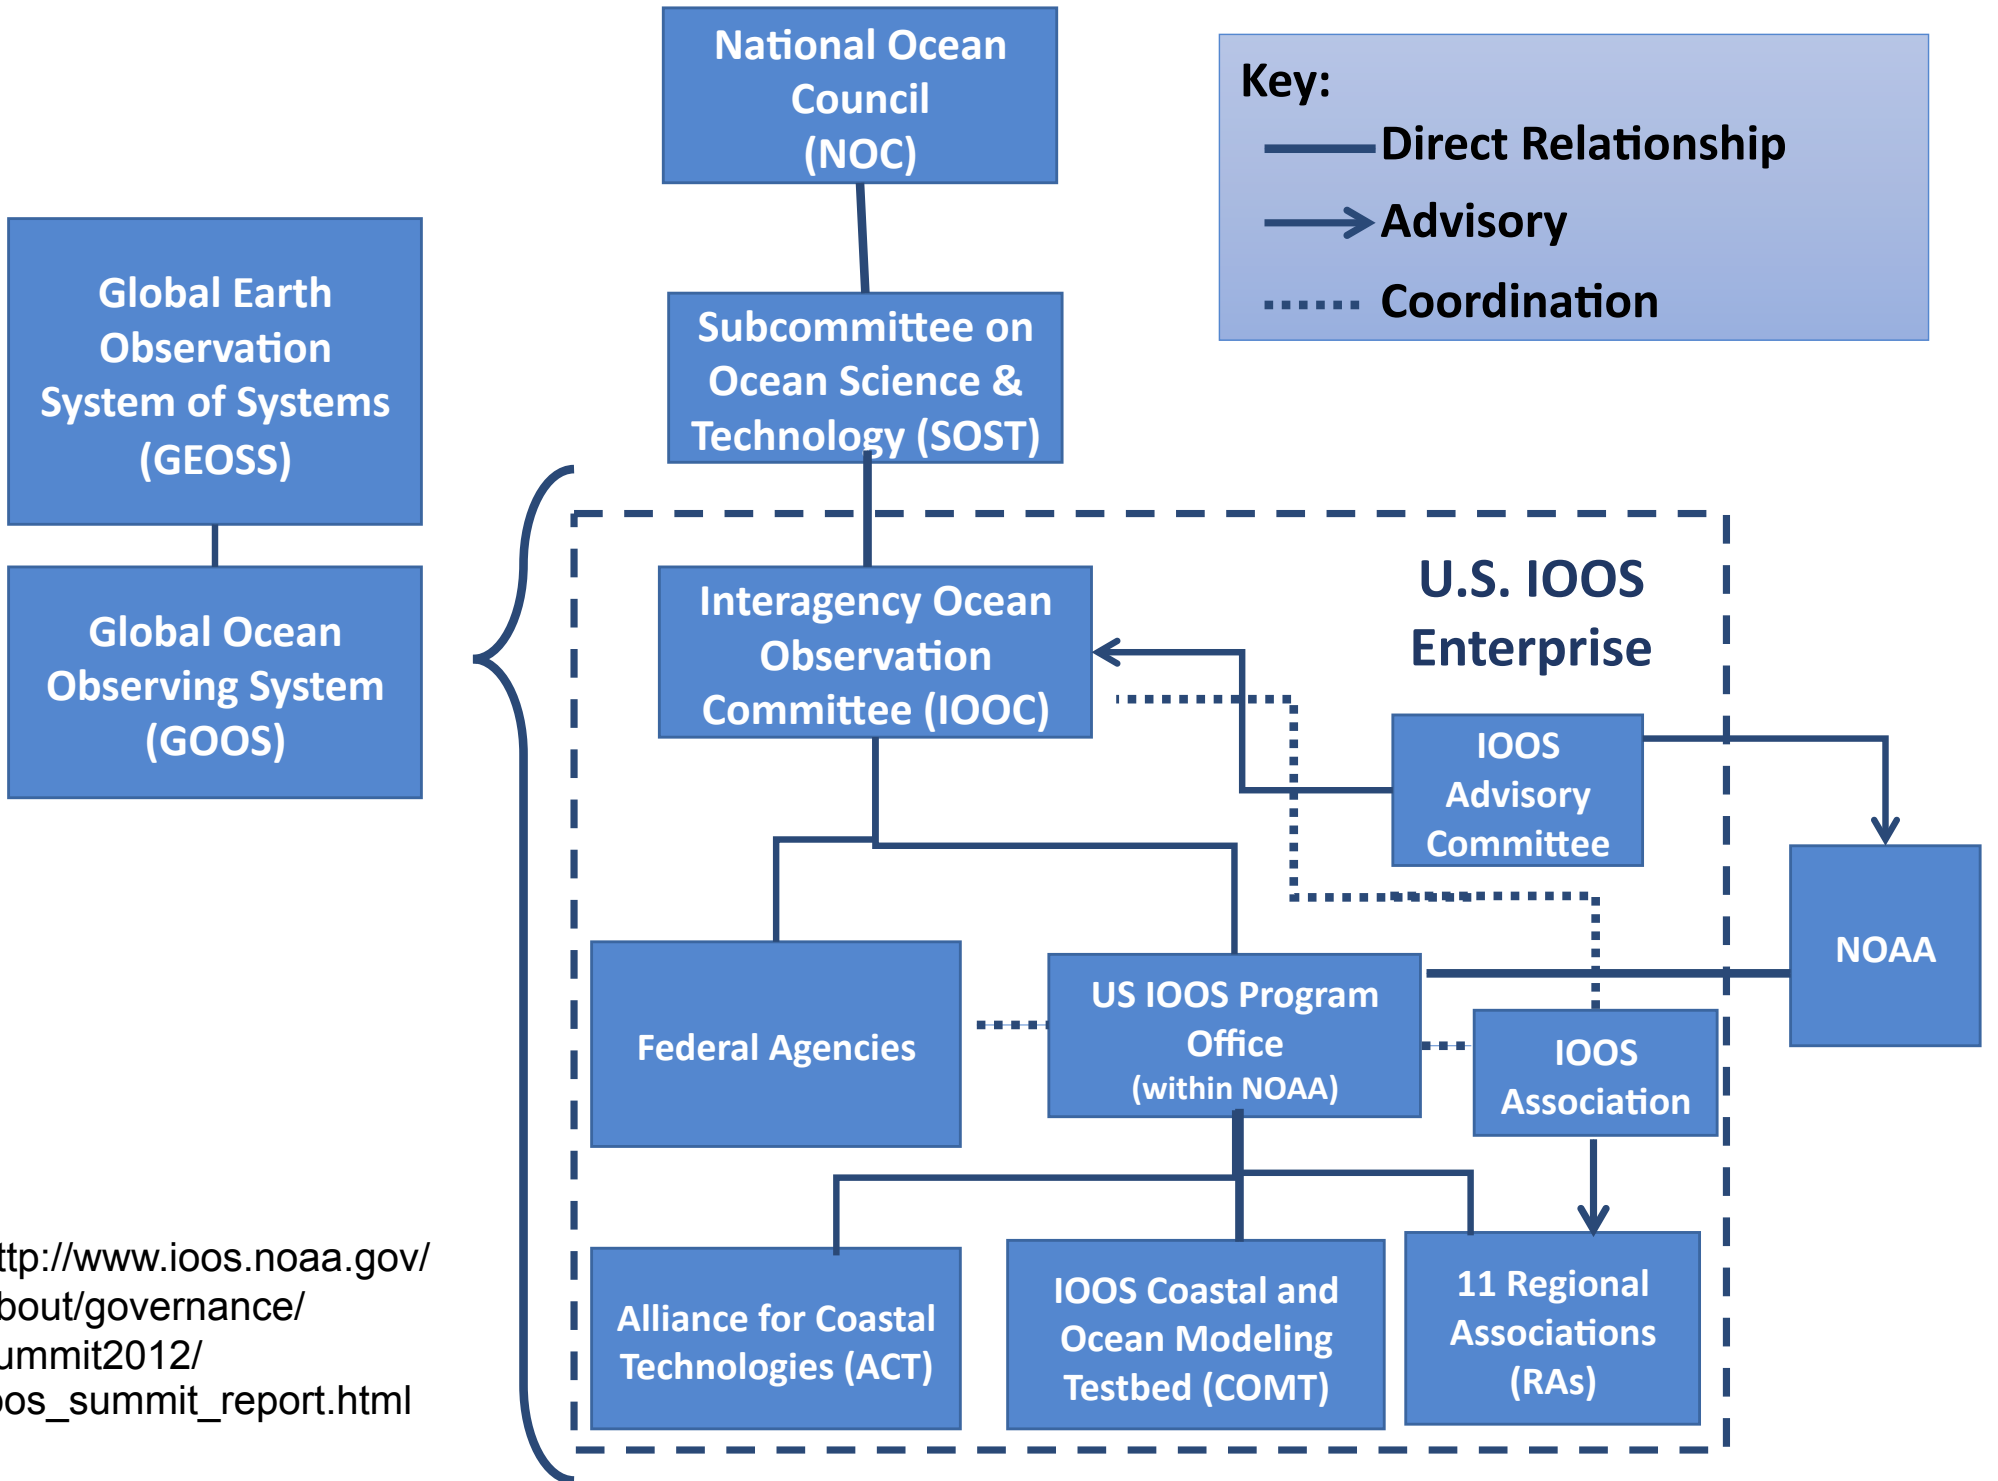 National Ocean
Council
(NOC)
Key:
Direct Relationship
Advisory
Coordination
Global Earth
Observation
System of Systems
(GEOSS)
Subcommittee on
Ocean Science &
Technology (SOST)
Global Ocean
Observing System
(GOOS)
U.S. IOOS
Enterprise
Interagency Ocean
Observation
Committee (IOOC)
IOOS
Advisory
Committee
NOAA
Federal Agencies
US IOOS Program
Office
(within NOAA)
IOOS
Association
Alliance for Coastal
Technologies (ACT)
IOOS Coastal and
Ocean Modeling
Testbed (COMT)
11 Regional
Associations
(RAs)
ttp://www.ioos.noaa.gov/
bout/governance/
ummit2012/
oos_summit_report.html